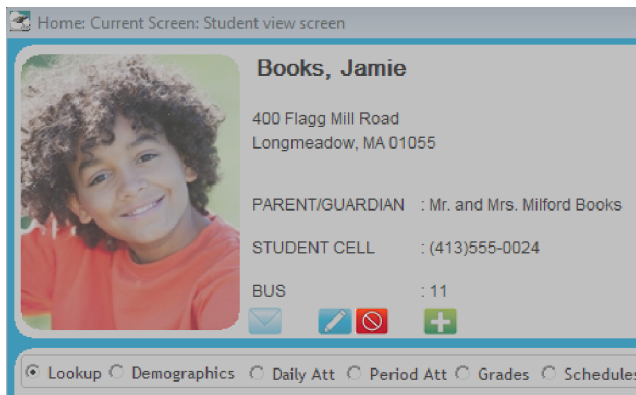 Home: Current Screen: Student view screen
Books, Jamie
400 Flagg Mill Road
Longmeadow, MA 01055
PARENT/GUARDIAN : Mr. and Mrs. Milford Books
STUDENT CELL : (413)555-0024
BUS : 11
Lookup Demographics Daily Att Period Att Grades Schedules